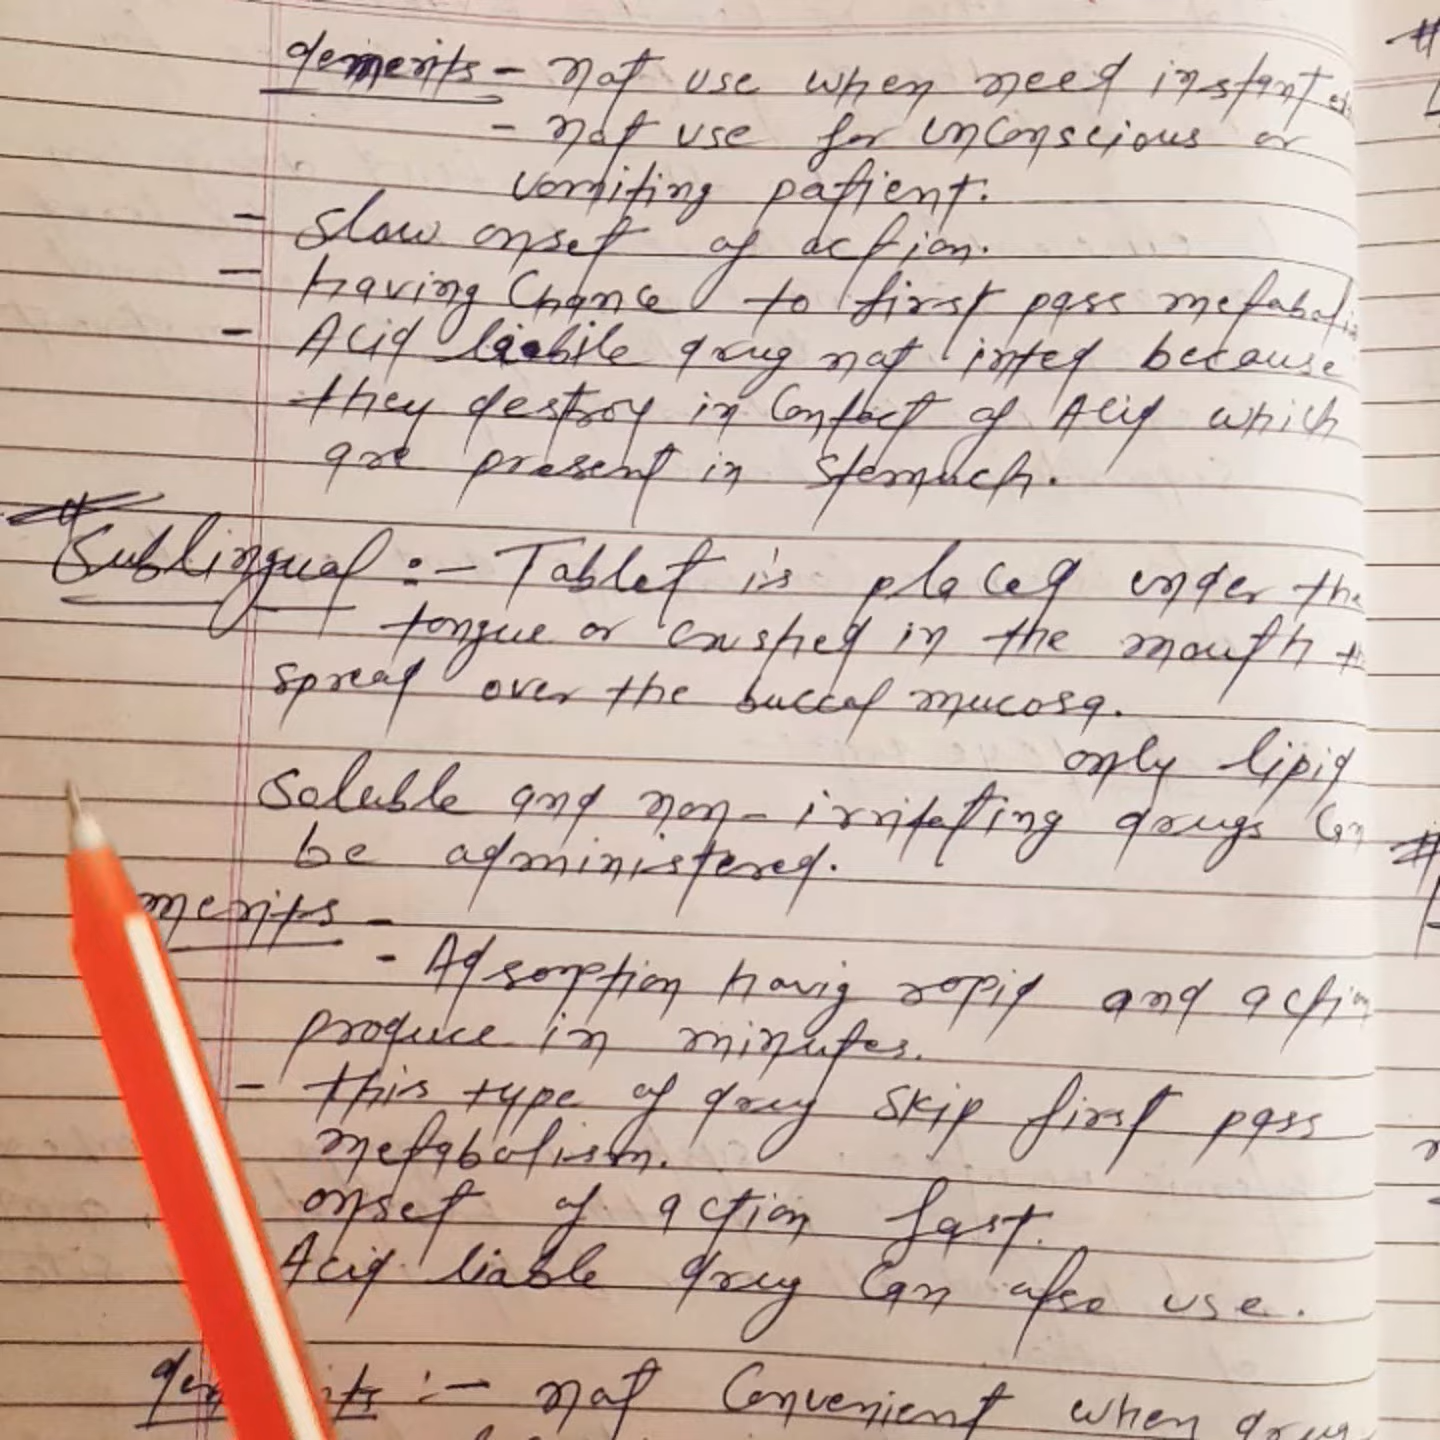 demerits - not use when need instant
- not use for unconscious or
vomiting patient.
- slow onset of action.
- having chance to first pass metaboli
- Acid liabile drug not inted because
they destroy in contact of Acid which
are present in stemuch.
# Sublingual :- Tablet is placed under the
tongue or crushed in the mouth
spread over the buccal mucosa.
only lipid
soluble and non-irritating drugs can
be administered.
merits -
- Adsorption havig rapid and action
produce in minutes.
- this type of drug skip first pass
metabolism.
onset of action fast.
Acid liable drug can also use.
:- not convenient when drug
#
#